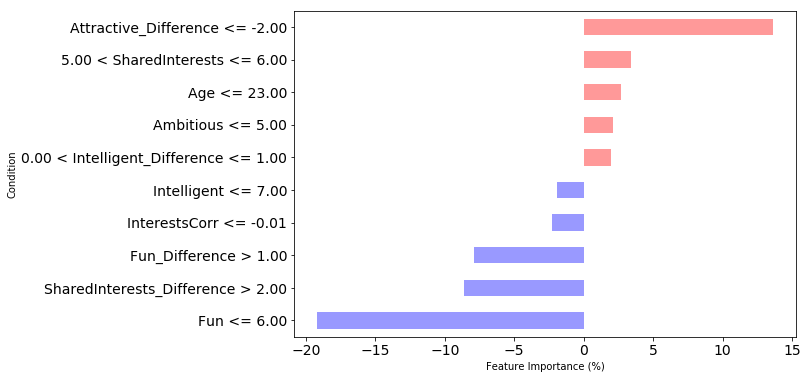 Attractive_Difference <= -2.00
5.00 < SharedInterests <= 6.00
Age <= 23.00
Ambitious <= 5.00
0.00 < Intelligent_Difference <= 1.00
Intelligent <= 7.00
InterestsCorr <= -0.01
Fun_Difference > 1.00
SharedInterests_Difference > 2.00
Fun <= 6.00
Condition
−20 −15 −10 −5 0 5 10 15
Feature Importance (%)